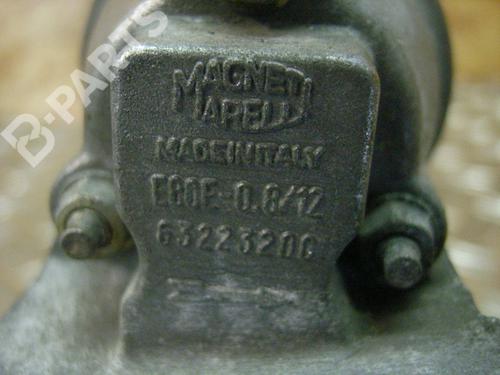 B-PARTS
MAGNETI
MARELLI
MADE IN ITALY
E80E-0.8/12
63223200